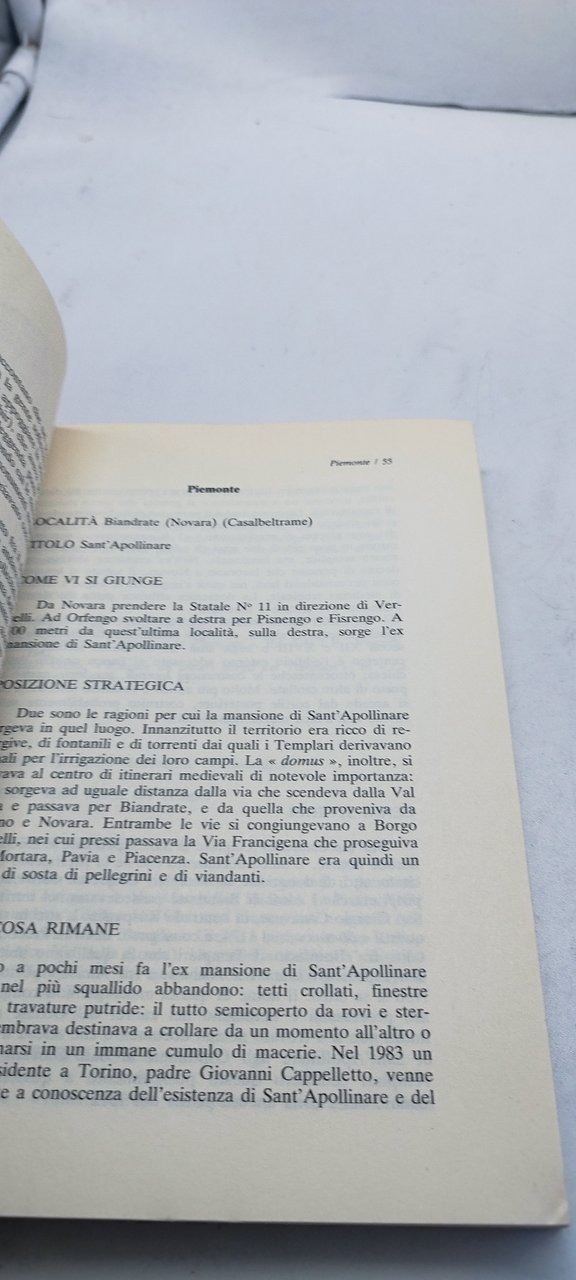 Piemonte / 55
Piemonte
OCALITÀ Biandrate (Novara) (Casalbeltrame)
ITOLO Sant'Apollinare
OME VI SI GIUNGE
Da Novara prendere la Statale N° 11 in direzione di Ver-
elli. Ad Orfengo svoltare a destra per Pisnengo e Fisrengo. A
00 metri da quest'ultima località, sulla destra, sorge l'ex
mansione di Sant'Apollinare.
POSIZIONE STRATEGICA
Due sono le ragioni per cui la mansione di Sant'Apollinare
rgeva in quel luogo. Innanzitutto il territorio era ricco di re-
rgive, di fontanili e di torrenti dai quali i Templari derivavano
ali per l'irrigazione dei loro campi. La « domus », inoltre, si
vava al centro di itinerari medievali di notevole importanza:
sorgeva ad uguale distanza dalla via che scendeva dalla Val
a e passava per Biandrate, e da quella che proveniva da
no e Novara. Entrambe le vie si congiungevano a Borgo
elli, nei cui pressi passava la Via Francigena che proseguiva
Mortara, Pavia e Piacenza. Sant'Apollinare era quindi un
di sosta di pellegrini e di viandanti.
COSA RIMANE
o a pochi mesi fa l'ex mansione di Sant'Apollinare
nel più squallido abbandono: tetti crollati, finestre
travature putride: il tutto semicoperto da rovi e ster-
embrava destinava a crollare da un momento all'altro o
marsi in un immane cumulo di macerie. Nel 1983 un
sidente a Torino, padre Giovanni Cappelletto, venne
e a conoscenza dell'esistenza di Sant'Apollinare e del